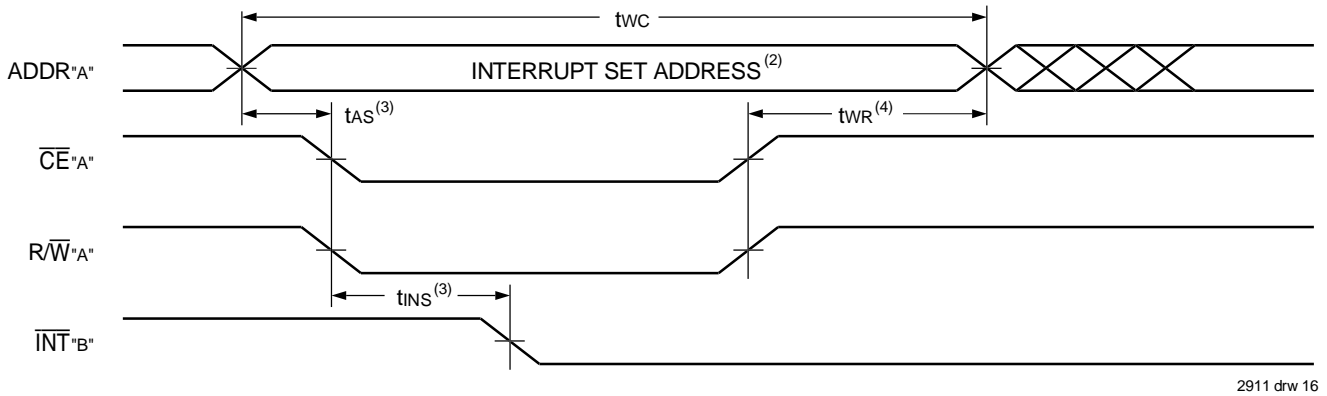 tWC
ADDR"A"
INTERRUPT SET ADDRESS(2)
tAS(3)
tWR(4)
CE"A"
R/W"A"
tINS(3)
INT"B"
2911 drw 16